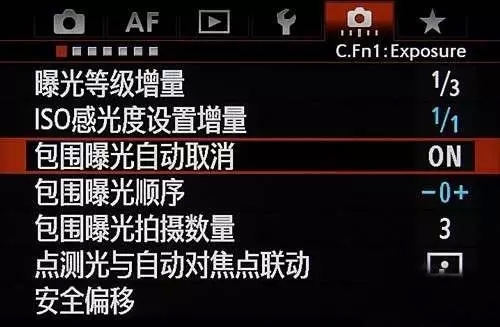 AF
C.Fn1:Exposure
曝光等级增量 1/3
ISO感光度设置增量 1/1
包围曝光自动取消 ON
包围曝光顺序 -0+
包围曝光拍摄数量 3
点测光与自动对焦点联动
安全偏移